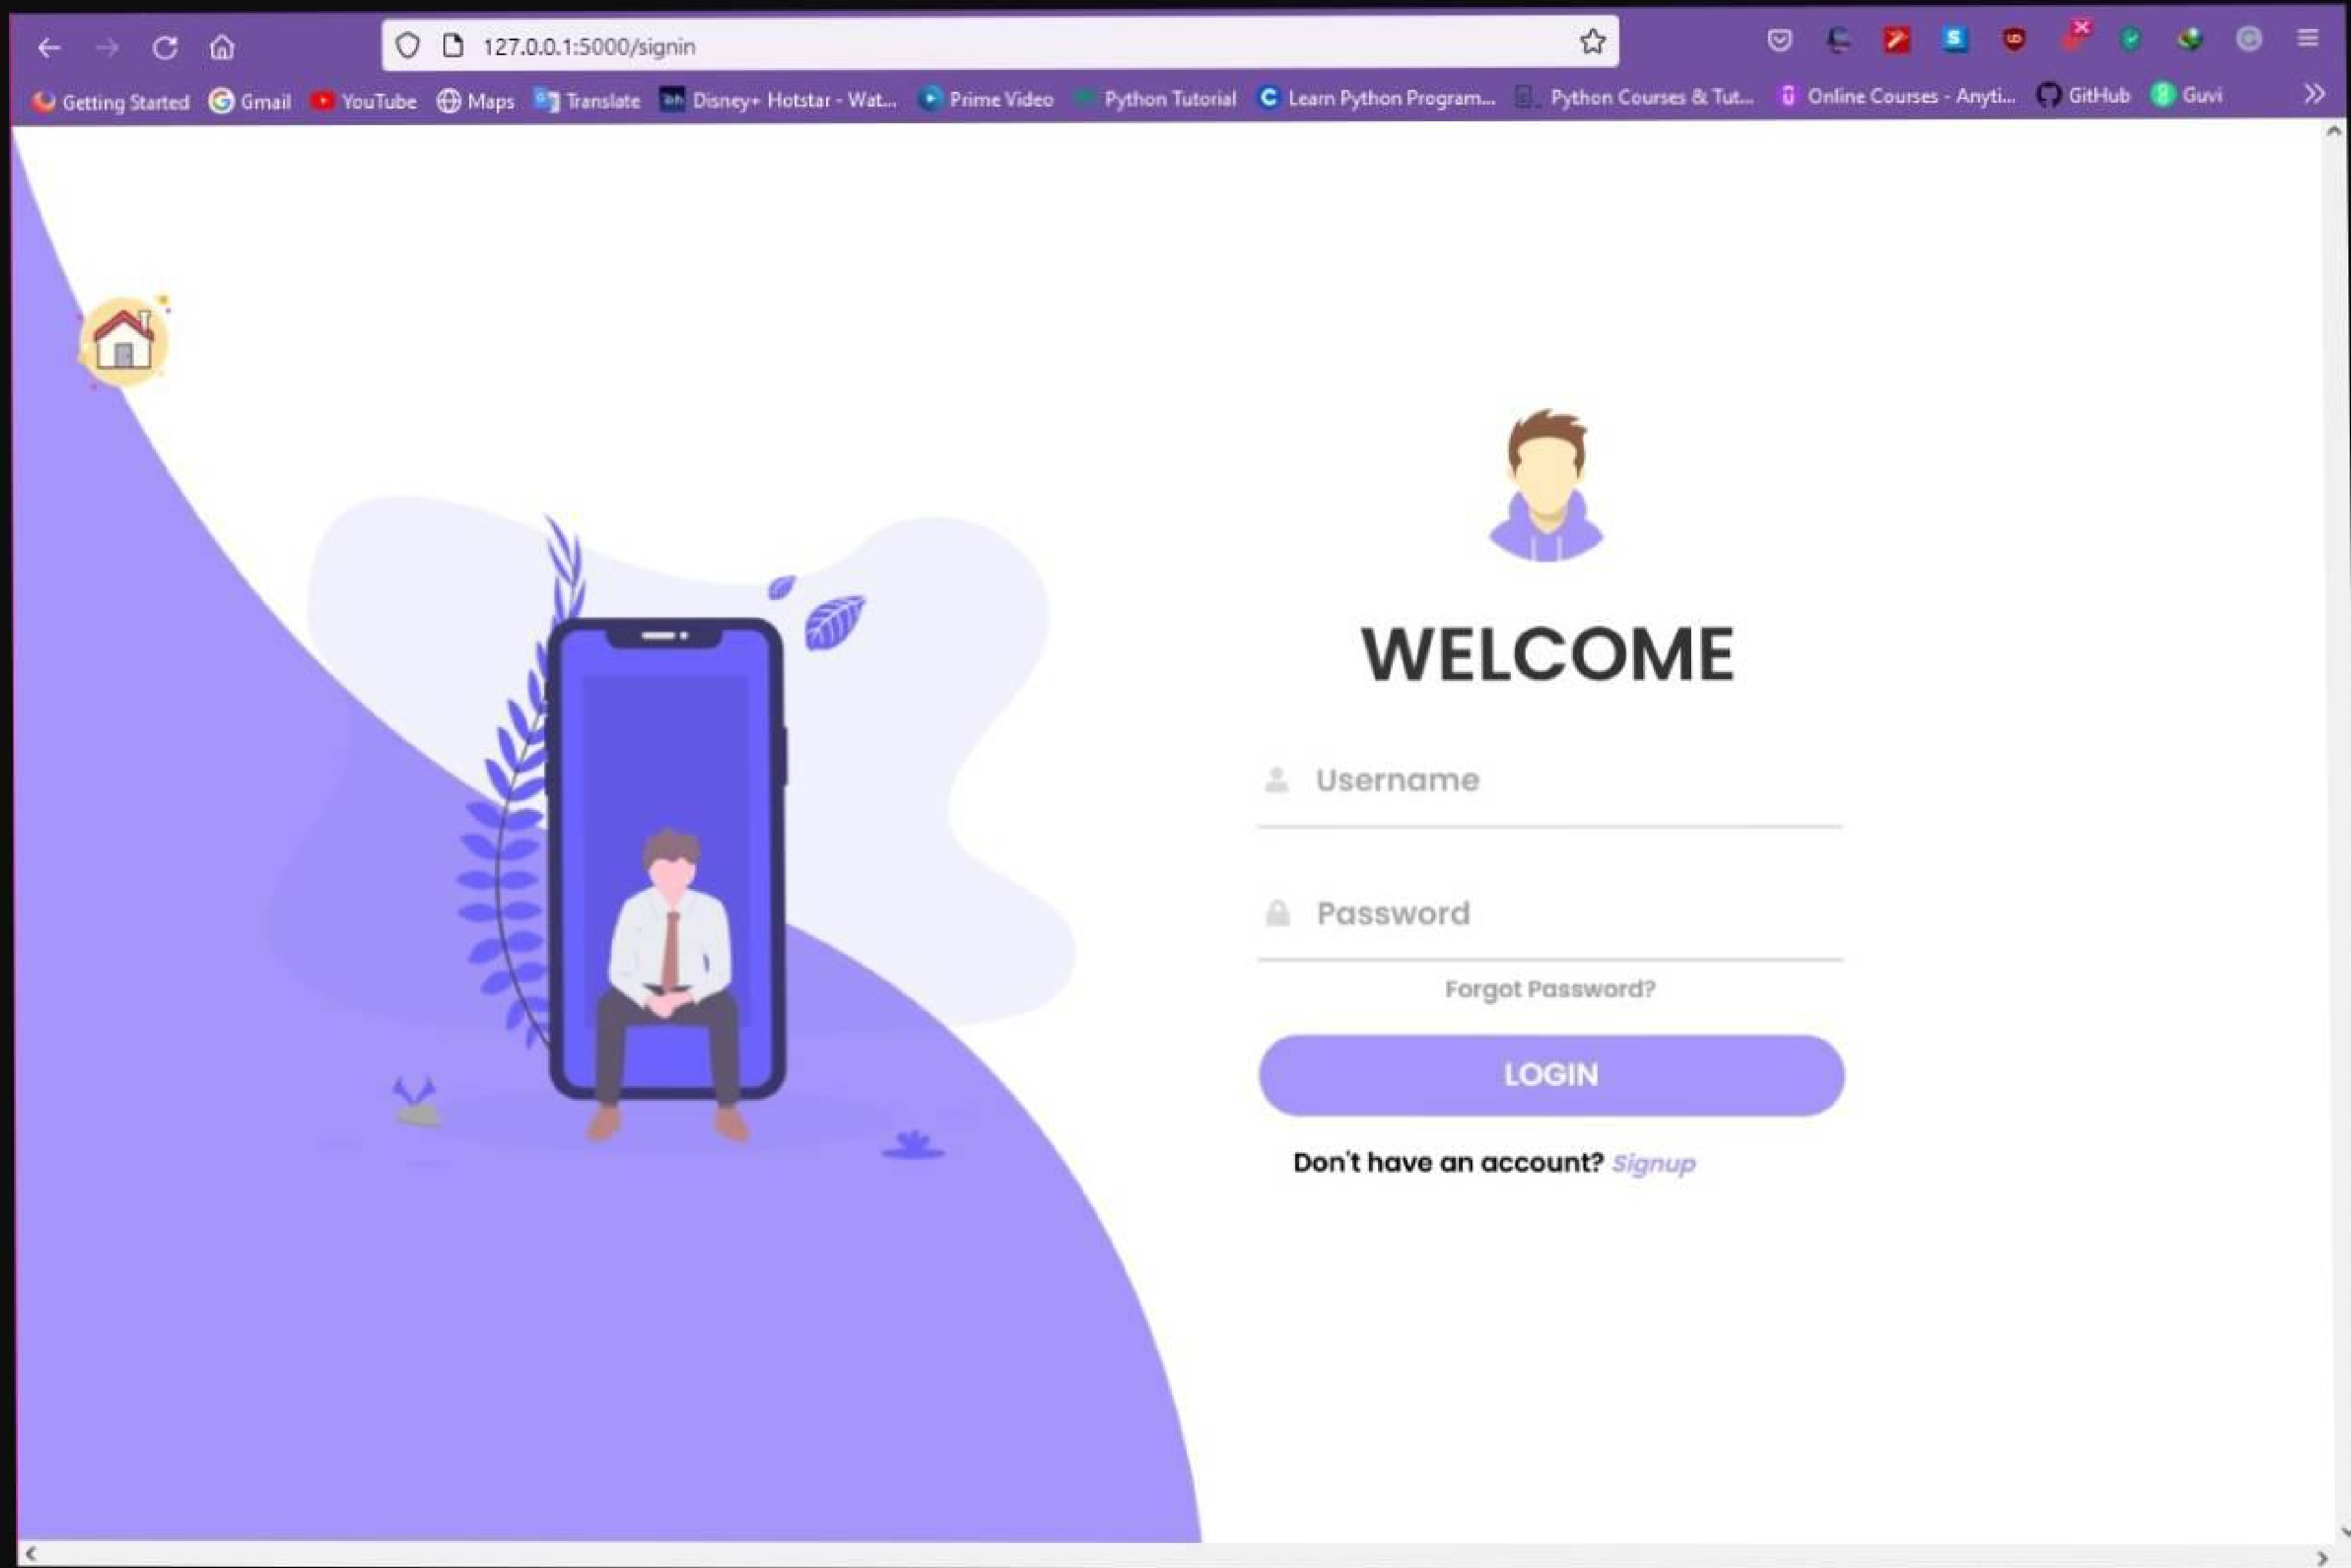 127.0.0.1:5000/signin
Getting Started Gmail YouTube Maps Translate Disney+ Hotstar - Wat... Prime Video Python Tutorial Learn Python Program... Python Courses & Tut... Online Courses - Anyti... GitHub Guvi
WELCOME
Username
Password
Forgot Password?
LOGIN
Don't have an account? Signup